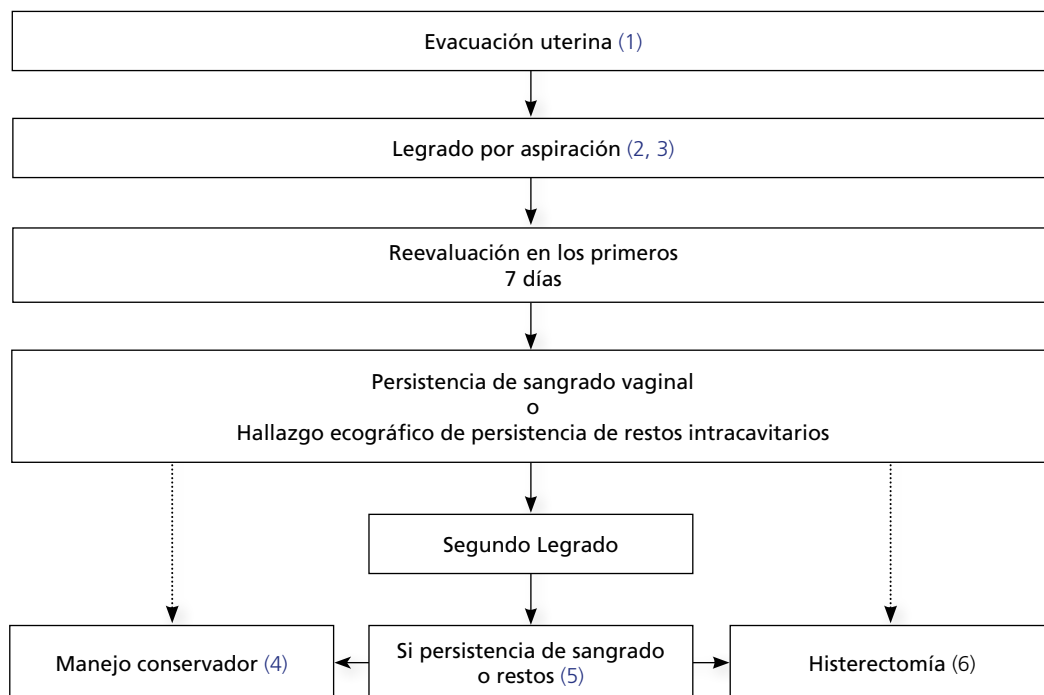 Evacuación uterina (1)
Legrado por aspiración (2, 3)
Reevaluación en los primeros
7 días
Persistencia de sangrado vaginal
o
Hallazgo ecográfico de persistencia de restos intracavitarios
Segundo Legrado
Manejo conservador (4)
Si persistencia de sangrado
o restos (5)
Histerectomía (6)